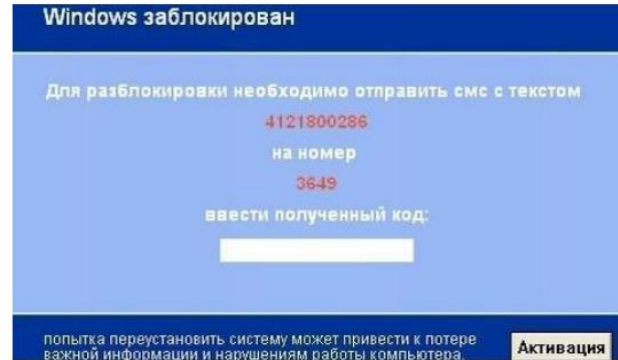 Windows заблокирован
Для разблокировки необходимо отправить смс с текстом
4121800286
на номер
3649
ввести полученный код:
попытка переустановить систему может привести к потере
важной информации и нарушениям работы компьютера.
Активация